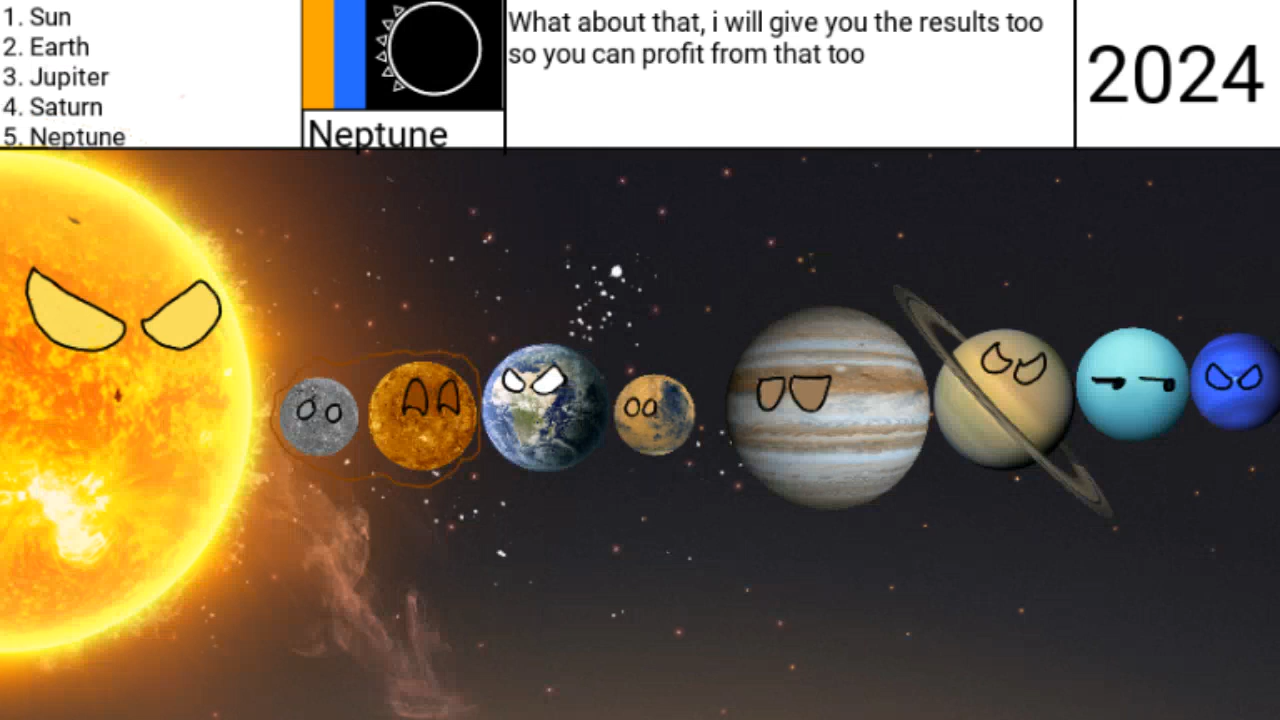 1. Sun
2. Earth
3. Jupiter
4. Saturn
5. Neptune
Neptune
What about that, i will give you the results too
so you can profit from that too
2024